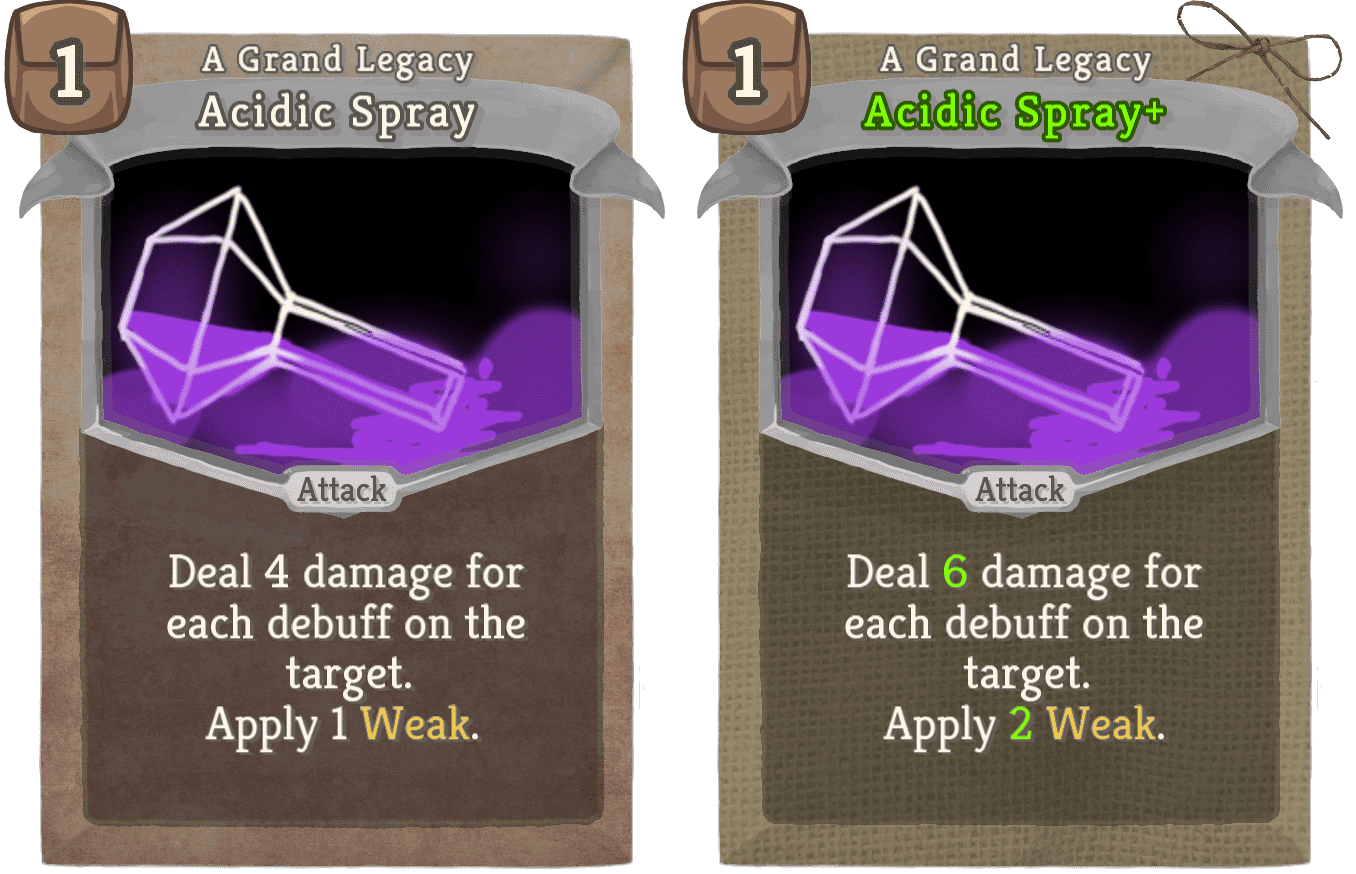 1
A Grand Legacy
Acidic Spray
Attack
Deal 4 damage for
each debuff on the
target.
Apply 1 Weak.
1
A Grand Legacy
Acidic Spray+
Attack
Deal 6 damage for
each debuff on the
target.
Apply 2 Weak.